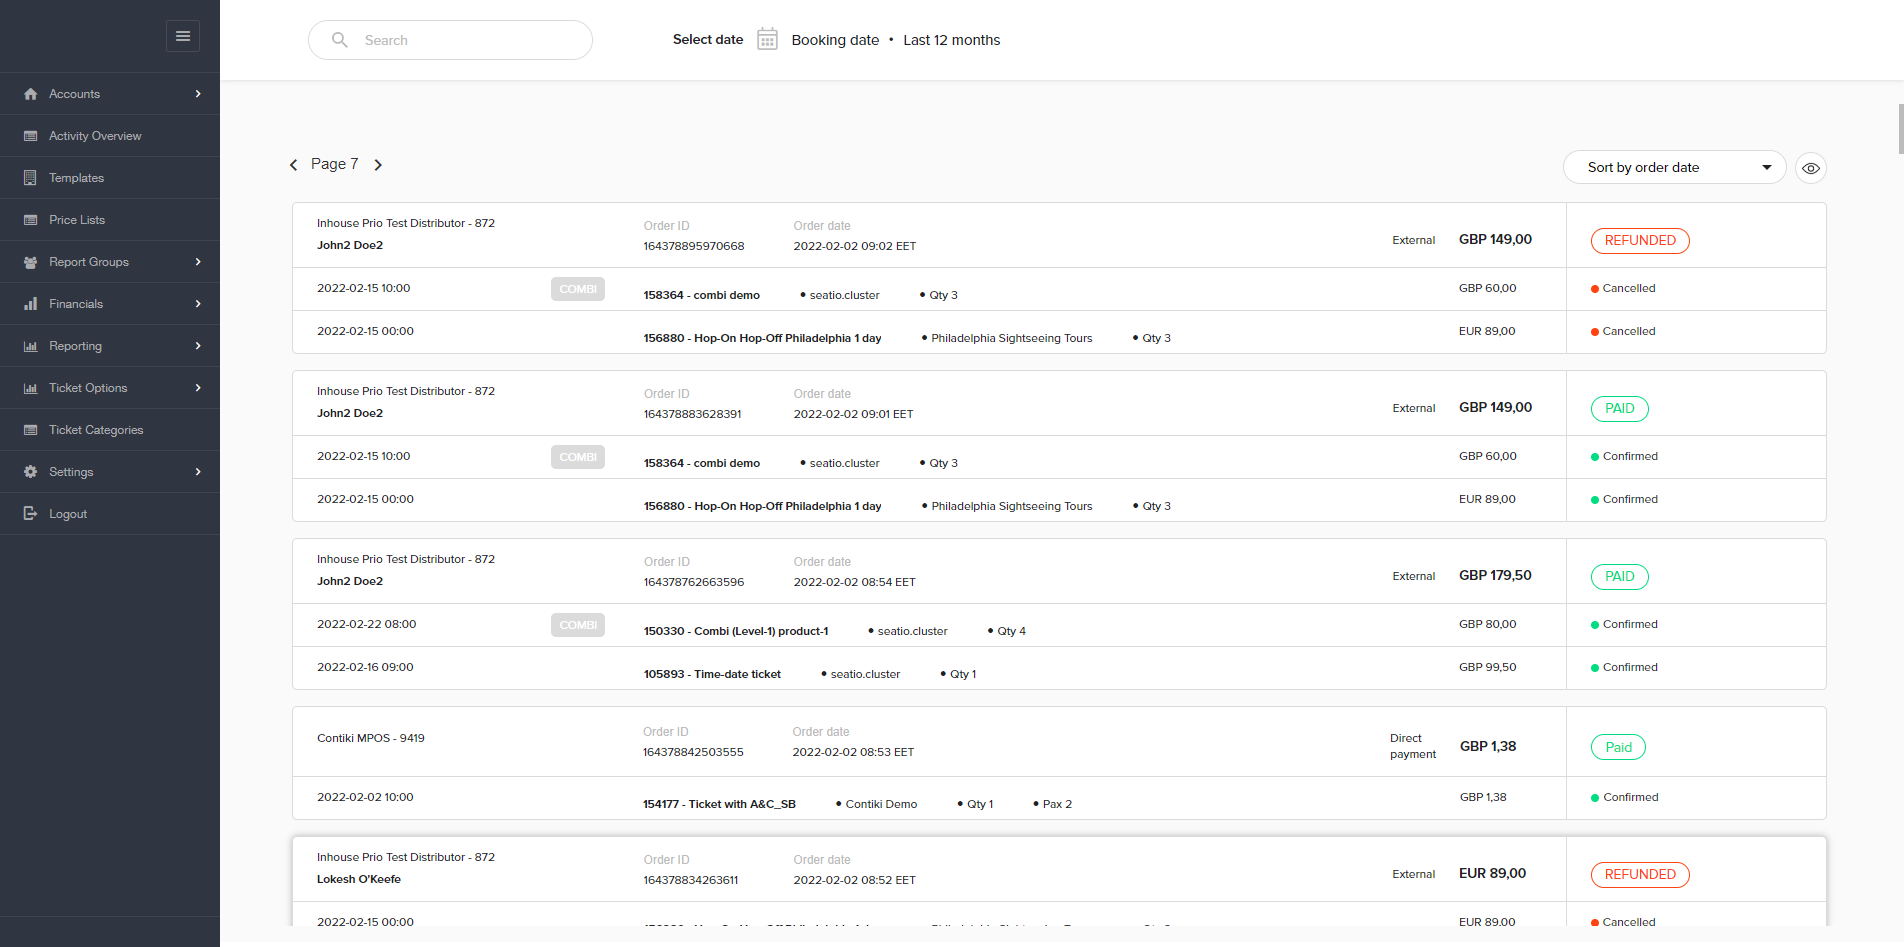 Search
Select date
Booking date • Last 12 months
Accounts
Activity Overview
Templates
Price Lists
Report Groups
Financials
Reporting
Ticket Options
Ticket Categories
Settings
Logout
Page 7
Sort by order date
Inhouse Prio Test Distributor - 872
John2 Doe2
Order ID
164378895970668
Order date
2022-02-02 09:02 EET
External
GBP 149,00
REFUNDED
2022-02-15 10:00
COMBI
158364 - combi demo • seatio.cluster • Qty 3
GBP 60,00
Cancelled
2022-02-15 00:00
156880 - Hop-On Hop-Off Philadelphia 1 day • Philadelphia Sightseeing Tours • Qty 3
EUR 89,00
Cancelled
Inhouse Prio Test Distributor - 872
John2 Doe2
Order ID
164378883628391
Order date
2022-02-02 09:01 EET
External
GBP 149,00
PAID
2022-02-15 10:00
COMBI
158364 - combi demo • seatio.cluster • Qty 3
GBP 60,00
Confirmed
2022-02-15 00:00
156880 - Hop-On Hop-Off Philadelphia 1 day • Philadelphia Sightseeing Tours • Qty 3
EUR 89,00
Confirmed
Inhouse Prio Test Distributor - 872
John2 Doe2
Order ID
164378762663596
Order date
2022-02-02 08:54 EET
External
GBP 179,50
PAID
2022-02-22 08:00
COMBI
150330 - Combi (Level-1) product-1 • seatio.cluster • Qty 4
GBP 80,00
Confirmed
2022-02-16 09:00
105893 - Time-date ticket • seatio.cluster • Qty 1
GBP 99,50
Confirmed
Contiki MPOS - 9419
Order ID
164378842503555
Order date
2022-02-02 08:53 EET
Direct
payment
GBP 1,38
Paid
2022-02-02 10:00
154177 - Ticket with A&C_SB • Contiki Demo • Qty 1 • Pax 2
GBP 1,38
Confirmed
Inhouse Prio Test Distributor - 872
Lokesh O'Keefe
Order ID
164378834263611
Order date
2022-02-02 08:52 EET
External
EUR 89,00
REFUNDED
2022-02-15 00:00
EUR 89,00
Cancelled